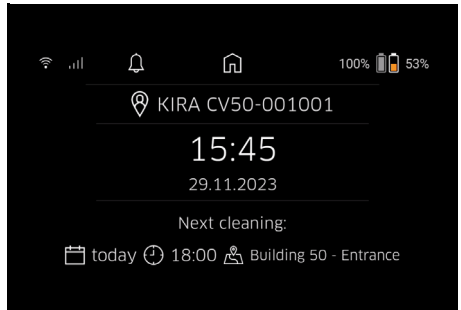 100% 53%
KIRA CV50-001001
15:45
29.11.2023
Next cleaning:
today 18:00 Building 50 - Entrance